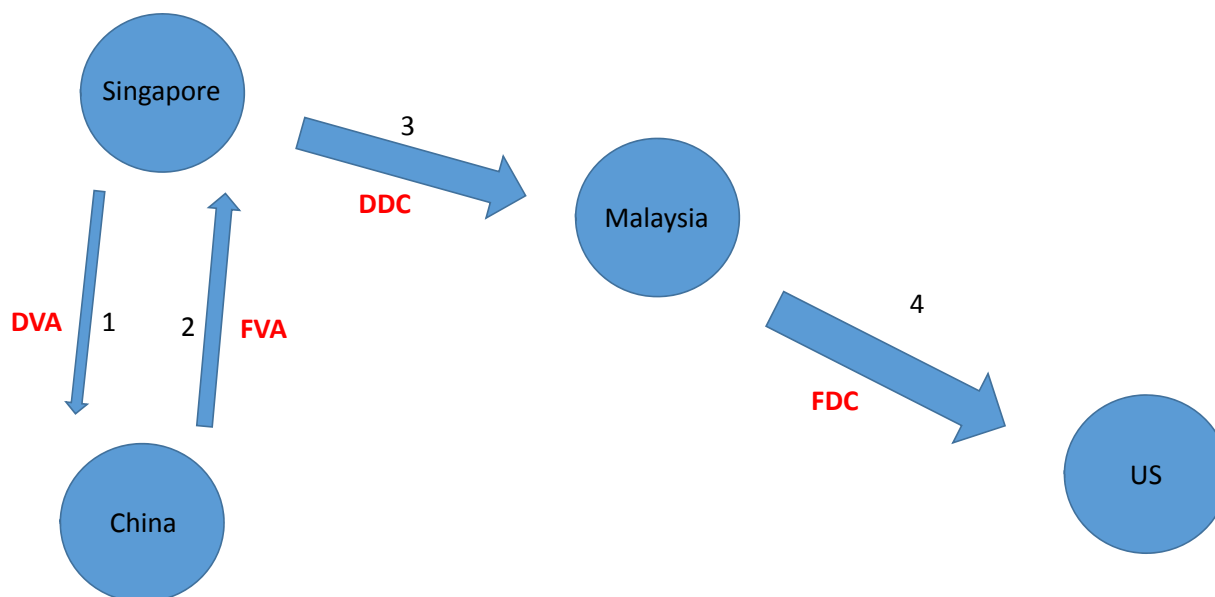 Singapore
3
DDC
Malaysia
DVA
1
2
FVA
4
FDC
US
China